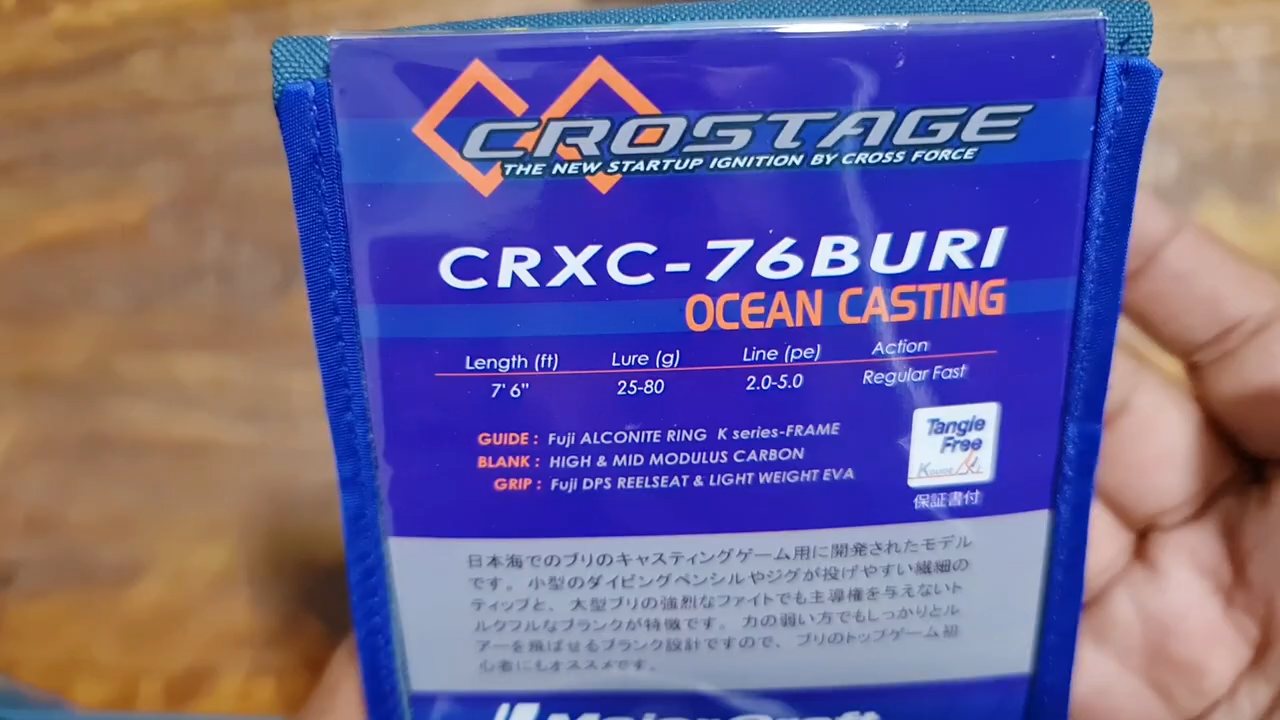 CROSTAGE
THE NEW STARTUP IGNITION BY CROSS FORCE
CRXC-76BURI
OCEAN CASTING
Length (ft) Lure (g) Line (pe) Action
7' 6" 25-80 2.0-5.0 Regular Fast
GUIDE : Fuji ALCONITE RING K series-FRAME
BLANK : HIGH & MID MODULUS CARBON
GRIP : Fuji DPS REELSEAT & LIGHT WEIGHT EVA
Tangle
Free
K GUIDE
保証書付
日本海でのブリのキャスティングゲーム用に開発されたモデル
です。小型のダイビングペンシルやジグが投げやすい繊細の
ティップと、大型ブリの強烈なファイトでも主導権を与えないト
ルクフルなブランクが特徴です。力の弱い方でもしっかりとル
アーを飛ばせるブランク設計ですので、ブリのトップゲーム初
心者にもオススメです。
Major Craft